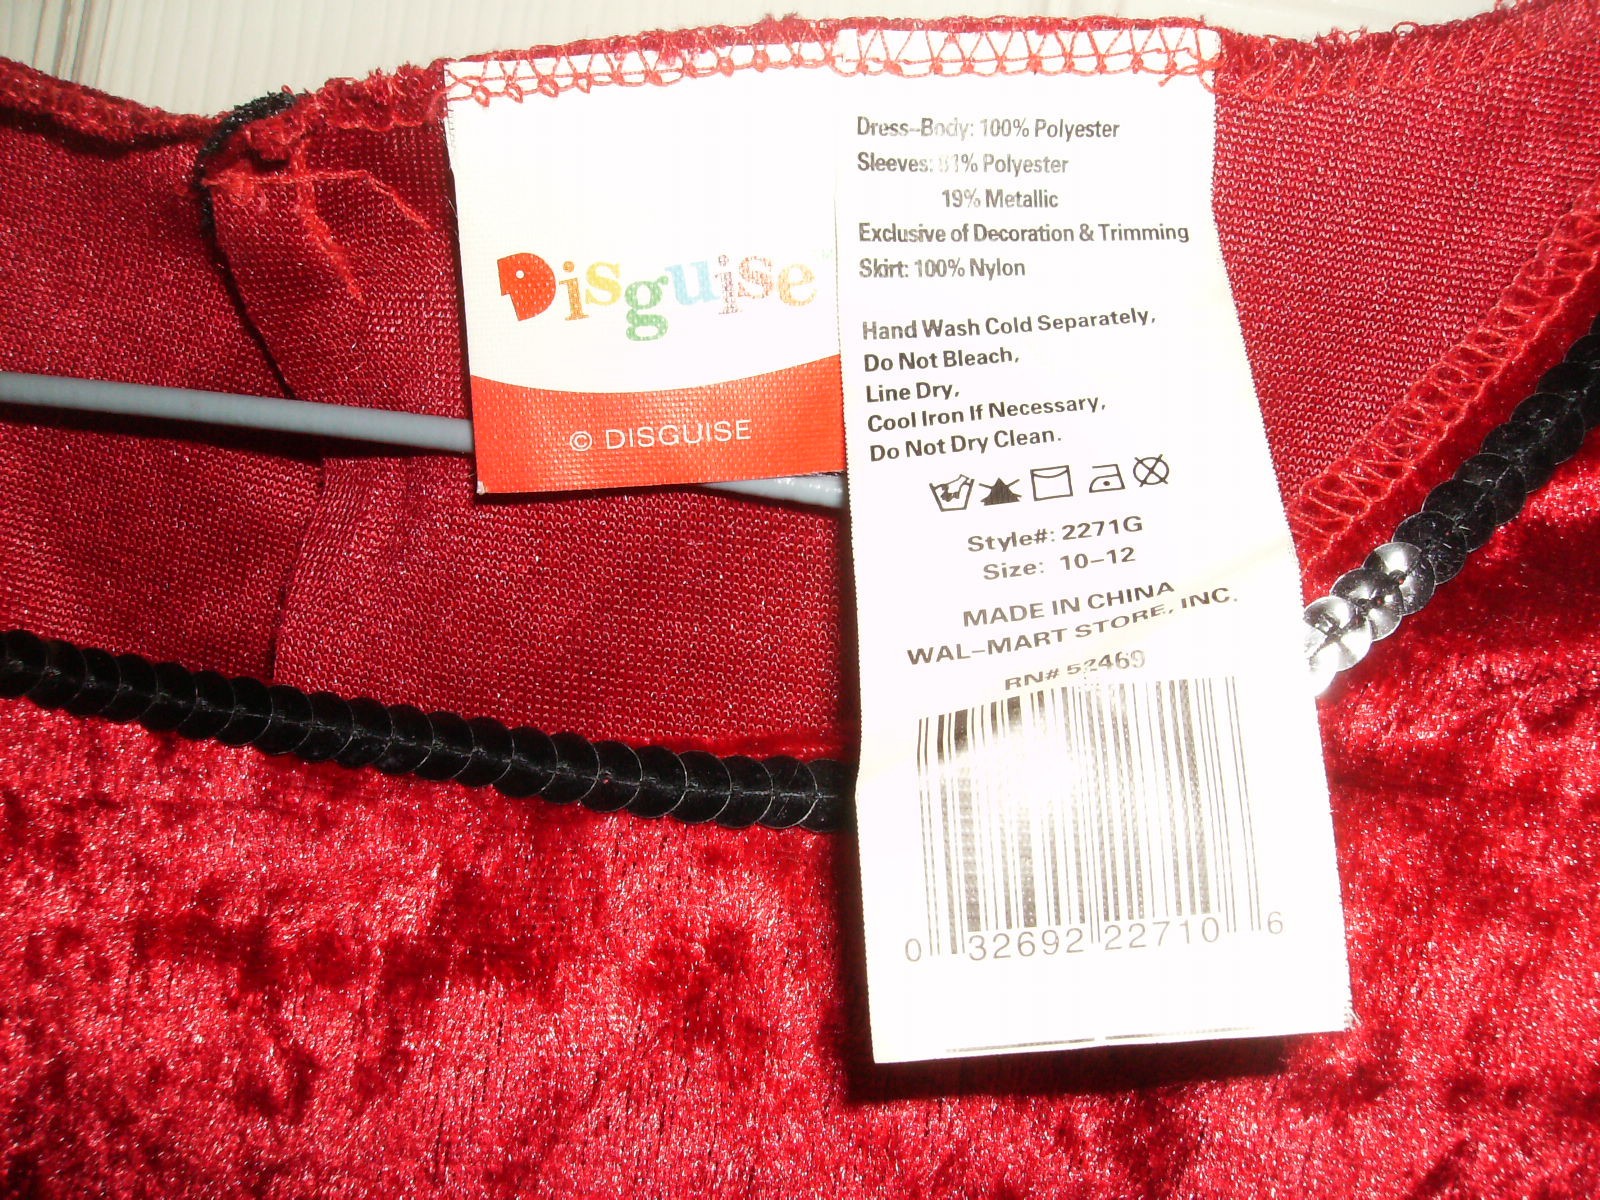 Disguise
© DISGUISE
Dress-Body: 100% Polyester
Sleeves: 81% Polyester
19% Metallic
Exclusive of Decoration & Trimming
Skirt: 100% Nylon
Hand Wash Cold Separately,
Do Not Bleach,
Line Dry,
Cool Iron If Necessary,
Do Not Dry Clean.
Style#: 2271G
Size: 10-12
MADE IN CHINA
WAL-MART STORE, INC.
RN# 52469
0 32692 22710 6